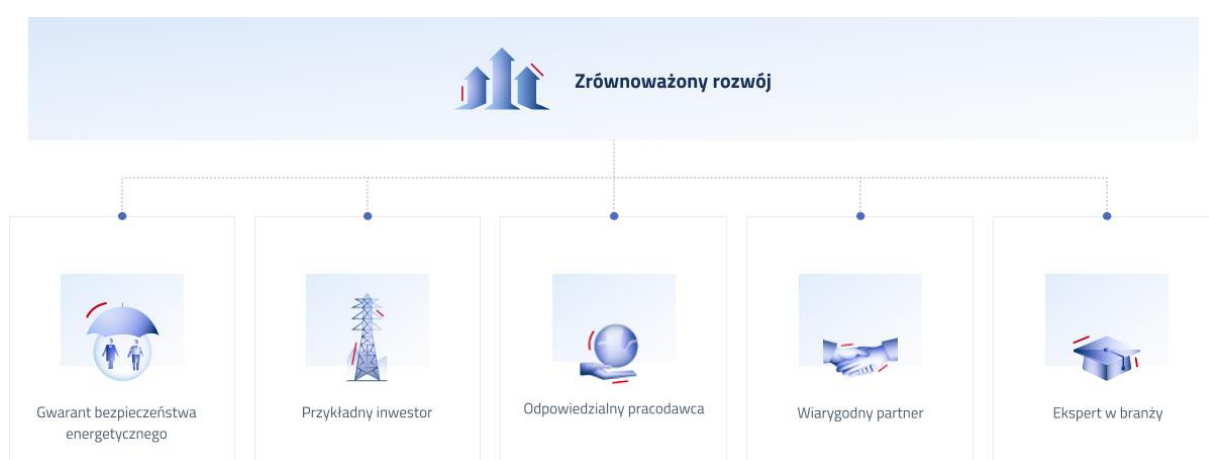 Zrównoważony rozwój
Gwarant bezpieczeństwa
energetycznego
Przykładny inwestor
Odpowiedzialny pracodawca
Wiarygodny partner
Ekspert w branży